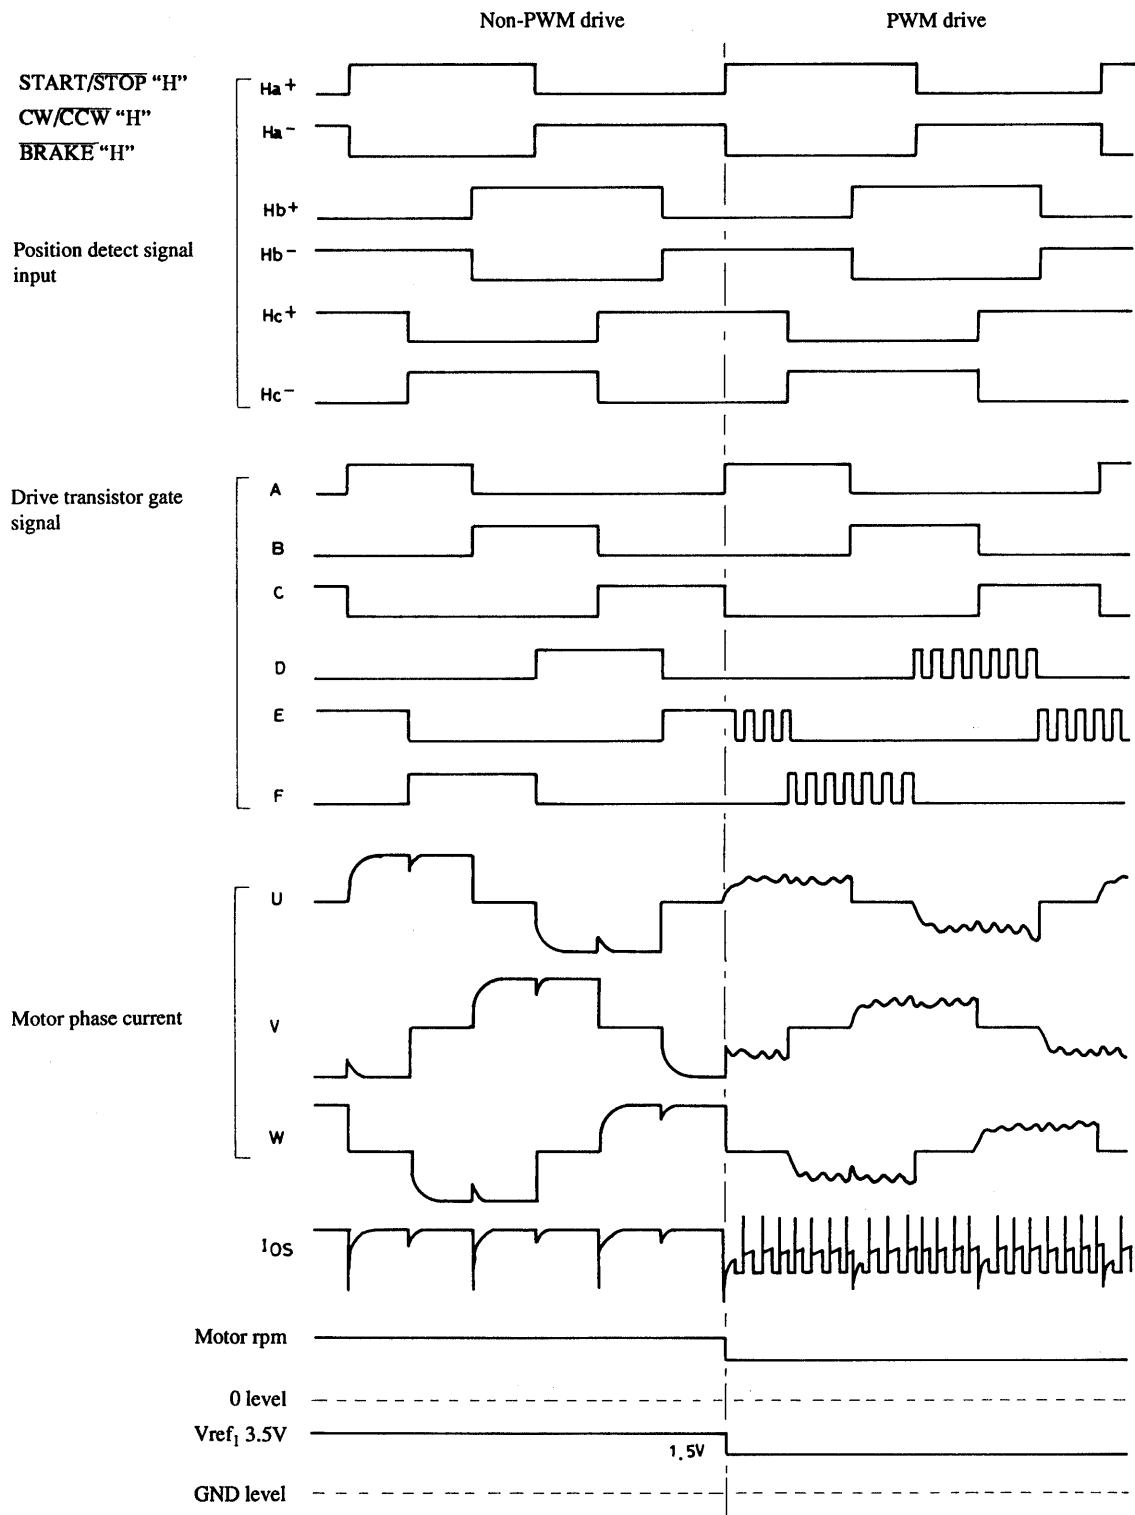 Non-PWM drive
PWM drive
START/STOP “H”
CW/CCW “H”
BRAKE “H”
Ha+
Ha-
Hb+
Position detect signal
input
Hb-
Hc+
Hc-
Drive transistor gate
signal
A
B
C
D
E
F
U
Motor phase current
V
W
IOS
Motor rpm
0 level
Vref1 3.5V
1.5V
GND level